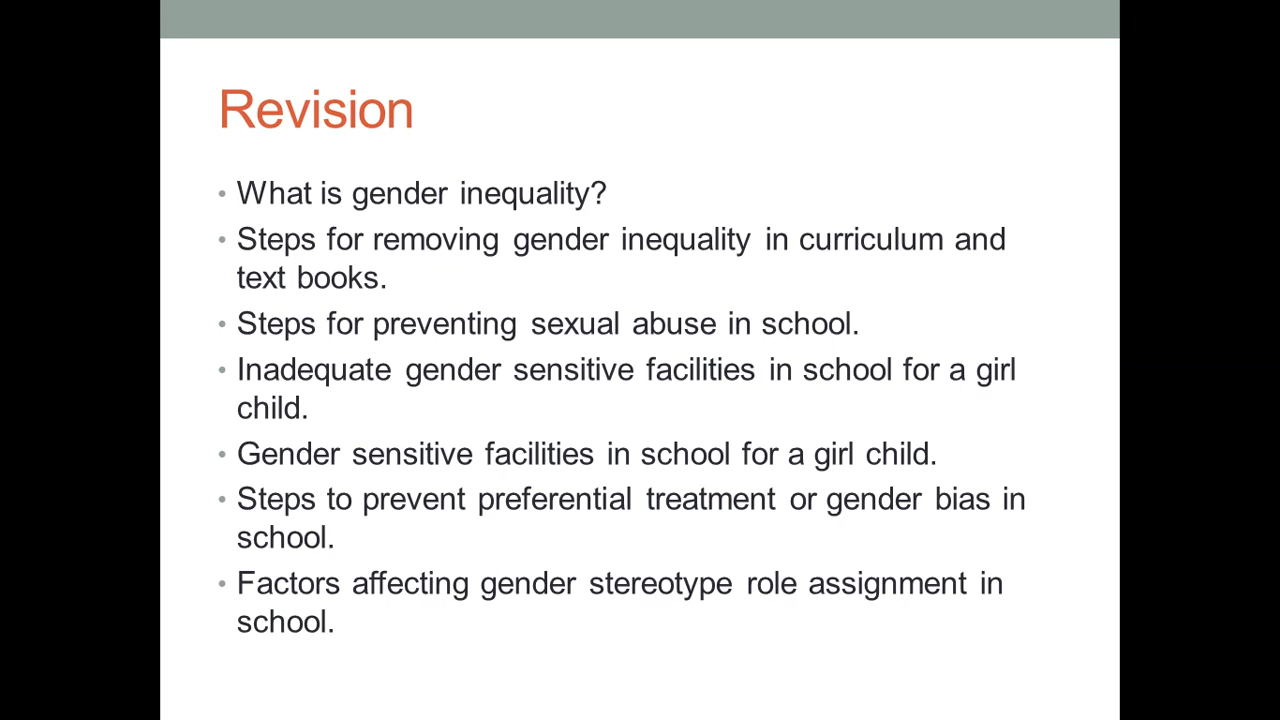 Revision
• What is gender inequality?
• Steps for removing gender inequality in curriculum and
text books.
• Steps for preventing sexual abuse in school.
• Inadequate gender sensitive facilities in school for a girl
child.
• Gender sensitive facilities in school for a girl child.
• Steps to prevent preferential treatment or gender bias in
school.
• Factors affecting gender stereotype role assignment in
school.